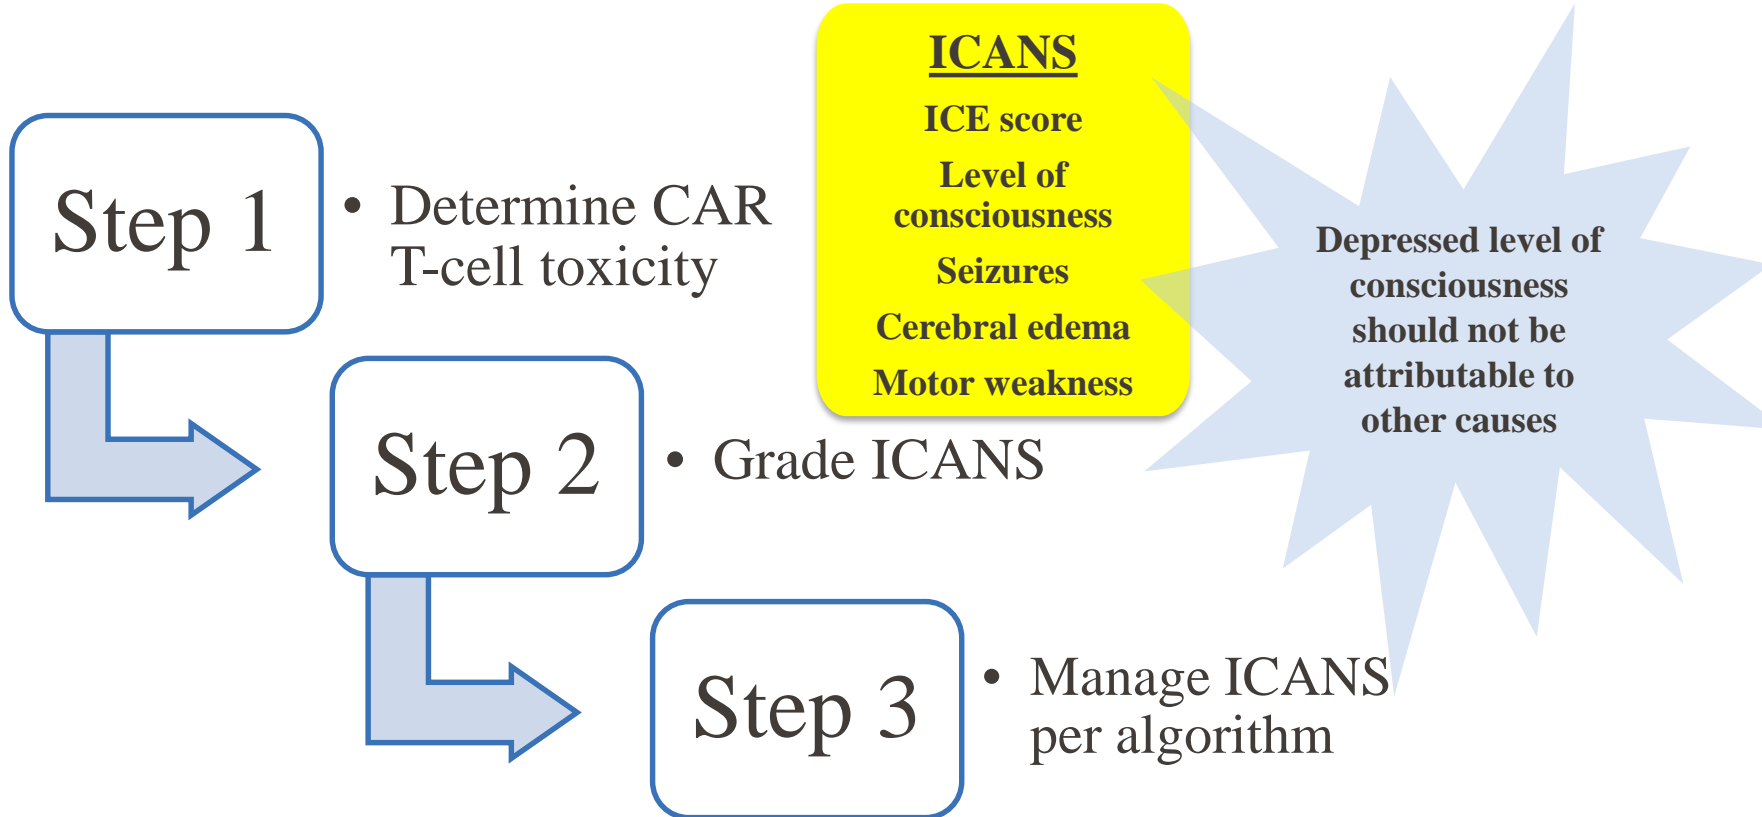 Step 1
• Determine CAR
T-cell toxicity
ICANS
ICE score
Level of
consciousness
Seizures
Cerebral edema
Motor weakness
Depressed level of
consciousness
should not be
attributable to
other causes
Step 2
• Grade ICANS
Step 3
• Manage ICANS
per algorithm